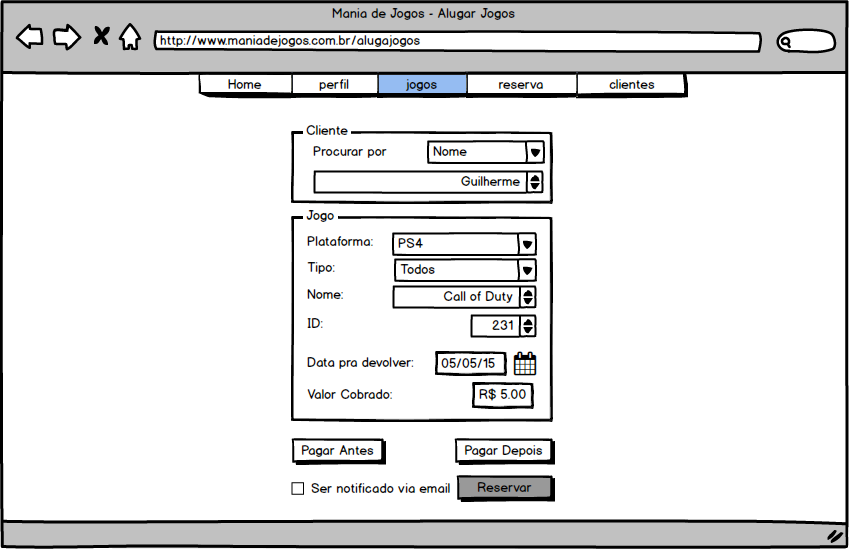 Mania de Jogos - Alugar Jogos
http://www.maniadejogos.com.br/alugajogos
Home perfil jogos reserva clientes
Cliente
Procurar por Nome
Guilherme
Jogo
Plataforma: PS4
Tipo: Todos
Nome: Call of Duty
ID: 231
Data pra devolver: 05/05/15
Valor Cobrado: R$ 5.00
Pagar Antes Pagar Depois
Ser notificado via email Reservar